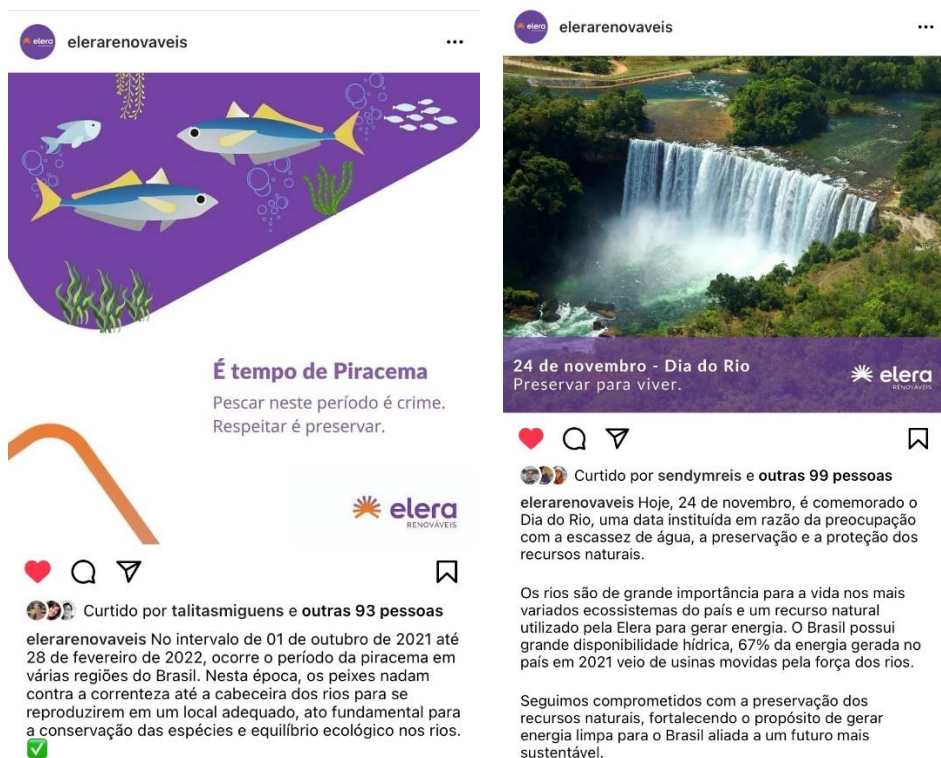 elera
elerarenovaveis
É tempo de Piracema
Pescar neste período é crime.
Respeitar é preservar.
elera
RENOVÁVEIS
Curtido por talitasmiguens e outras 93 pessoas
elerarenovaveis No intervalo de 01 de outubro de 2021 até
28 de fevereiro de 2022, ocorre o período da piracema em
várias regiões do Brasil. Nesta época, os peixes nadam
contra a correnteza até a cabeceira dos rios para se
reproduzirem em um local adequado, ato fundamental para
a conservação das espécies e equilíbrio ecológico nos rios.
elera
elerarenovaveis
24 de novembro - Dia do Rio
Preservar para viver.
elera
RENOVÁVEIS
Curtido por sendymreis e outras 99 pessoas
elerarenovaveis Hoje, 24 de novembro, é comemorado o
Dia do Rio, uma data instituída em razão da preocupação
com a escassez de água, a preservação e a proteção dos
recursos naturais.
Os rios são de grande importância para a vida nos mais
variados ecossistemas do país e um recurso natural
utilizado pela Elera para gerar energia. O Brasil possui
grande disponibilidade hídrica, 67% da energia gerada no
país em 2021 veio de usinas movidas pela força dos rios.
Seguimos comprometidos com a preservação dos
recursos naturais, fortalecendo o propósito de gerar
energia limpa para o Brasil aliada a um futuro mais
sustentável.